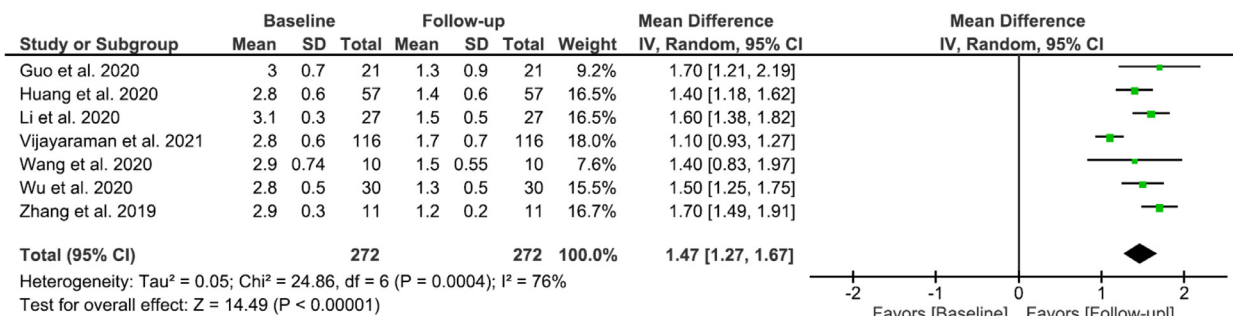 Baseline Follow-up Mean Difference Mean Difference
Study or Subgroup Mean SD Total Mean SD Total Weight IV, Random, 95% CI IV, Random, 95% CI
Guo et al. 2020 3 0.7 21 1.3 0.9 21 9.2% 1.70 [1.21, 2.19]
Huang et al. 2020 2.8 0.6 57 1.4 0.6 57 16.5% 1.40 [1.18, 1.62]
Li et al. 2020 3.1 0.3 27 1.5 0.5 27 16.5% 1.60 [1.38, 1.82]
Vijayaraman et al. 2021 2.8 0.6 116 1.7 0.7 116 18.0% 1.10 [0.93, 1.27]
Wang et al. 2020 2.9 0.74 10 1.5 0.55 10 7.6% 1.40 [0.83, 1.97]
Wu et al. 2020 2.8 0.5 30 1.3 0.5 30 15.5% 1.50 [1.25, 1.75]
Zhang et al. 2019 2.9 0.3 11 1.2 0.2 11 16.7% 1.70 [1.49, 1.91]
Total (95% CI) 272 272 100.0% 1.47 [1.27, 1.67]
Heterogeneity: Tau² = 0.05; Chi² = 24.86, df = 6 (P = 0.0004); I² = 76%
Test for overall effect: Z = 14.49 (P < 0.00001)
-2 -1 0 1 2
Favors [Baseline] Favors [Follow-up]